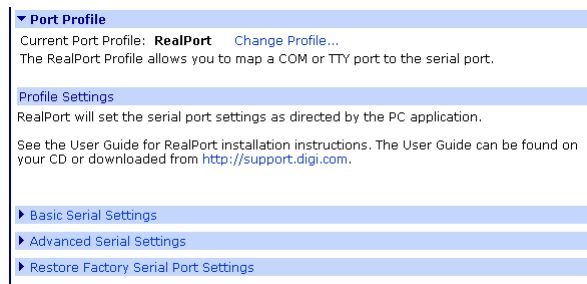 Port Profile
Current Port Profile: RealPort Change Profile...
The RealPort Profile allows you to map a COM or TTY port to the serial port.
Profile Settings
RealPort will set the serial port settings as directed by the PC application.
See the User Guide for RealPort installation instructions. The User Guide can be found on
your CD or downloaded from http://support.digi.com.
Basic Serial Settings
Advanced Serial Settings
Restore Factory Serial Port Settings